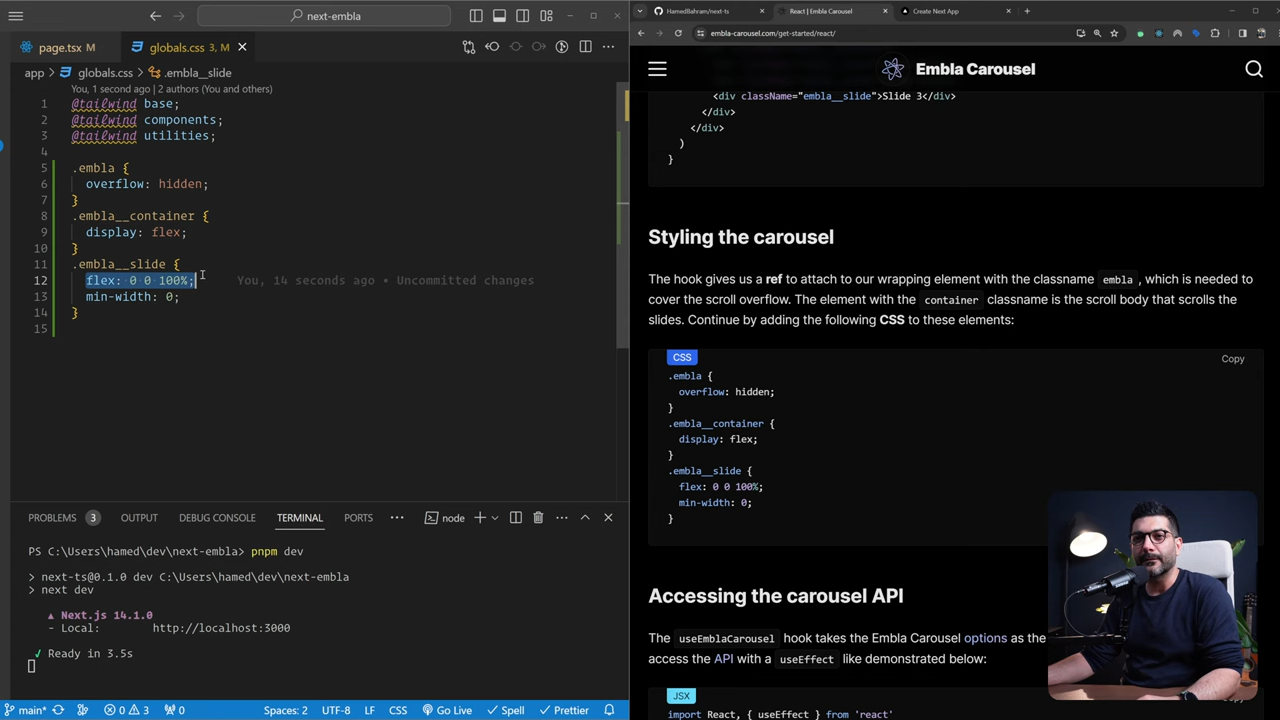 next-embla
page.tsx M
globals.css 3, M
app > globals.css > .embla__slide
You, 1 second ago | 2 authors (You and others)
1 @tailwind base;
2 @tailwind components;
3 @tailwind utilities;
4
5 .embla {
6 overflow: hidden;
7 }
8 .embla__container {
9 display: flex;
10 }
11 .embla__slide {
12 flex: 0 0 100%; You, 14 seconds ago • Uncommitted changes
13 min-width: 0;
14 }
15
PROBLEMS 3 OUTPUT DEBUG CONSOLE TERMINAL PORTS ... node
PS C:\Users\hamed\dev\next-embla> pnpm dev
> next-ts@0.1.0 dev C:\Users\hamed\dev\next-embla
> next dev
▲ Next.js 14.1.0
- Local: http://localhost:3000
✓ Ready in 3.5s
main* 0 3 0 Spaces: 2 UTF-8 LF CSS Go Live Spell Prettier
HamedBahram/next-ts
React | Embla Carousel
Create Next App
embla-carousel.com/get-started/react/
Embla Carousel
<div className="embla__slide">Slide 3</div>
</div>
</div>
)
}
Styling the carousel
The hook gives us a ref to attach to our wrapping element with the classname embla, which is needed to
cover the scroll overflow. The element with the container classname is the scroll body that scrolls the
slides. Continue by adding the following CSS to these elements:
CSS
Copy
.embla {
overflow: hidden;
}
.embla__container {
display: flex;
}
.embla__slide {
flex: 0 0 100%;
min-width: 0;
}
Accessing the carousel API
The useEmblaCarousel hook takes the Embla Carousel options as the
access the API with a useEffect like demonstrated below:
JSX
import React, { useEffect } from 'react'